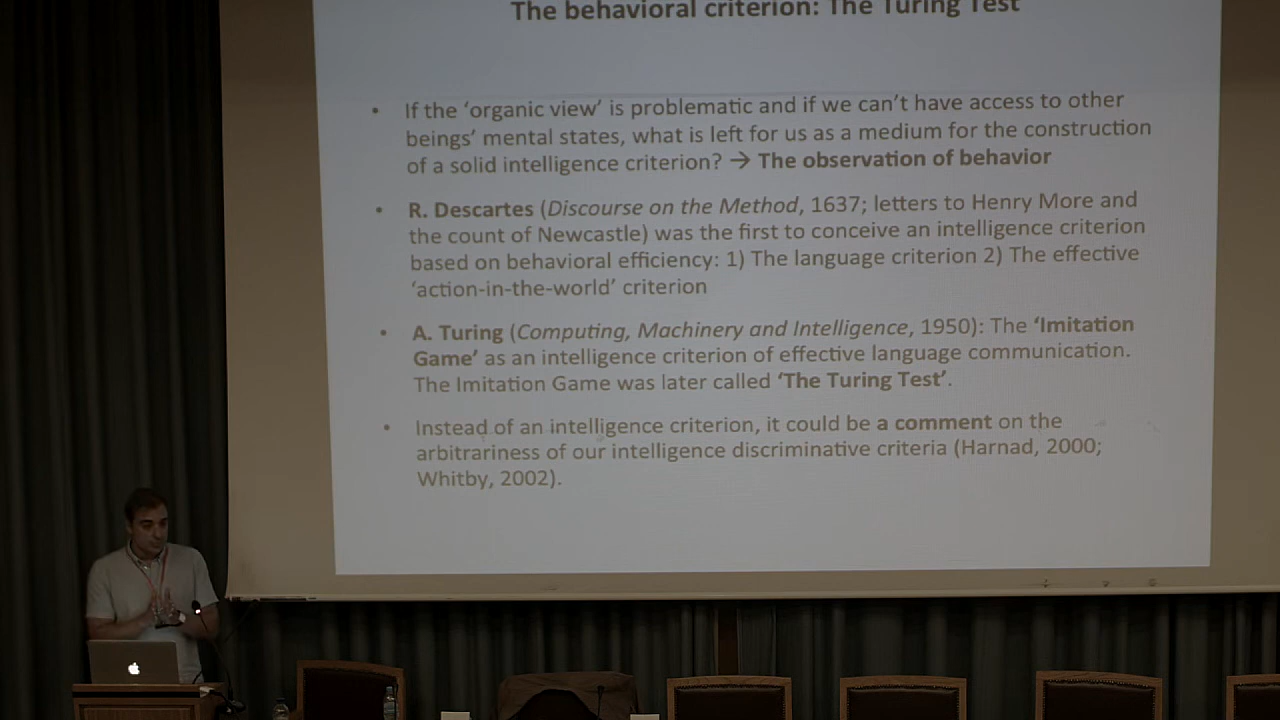 The behavioral criterion: The Turing Test
• If the ‘organic view’ is problematic and if we can’t have access to other
beings’ mental states, what is left for us as a medium for the construction
of a solid intelligence criterion? → The observation of behavior
• R. Descartes (Discourse on the Method, 1637; letters to Henry More and
the count of Newcastle) was the first to conceive an intelligence criterion
based on behavioral efficiency: 1) The language criterion 2) The effective
‘action-in-the-world’ criterion
• A. Turing (Computing, Machinery and Intelligence, 1950): The ‘Imitation
Game’ as an intelligence criterion of effective language communication.
The Imitation Game was later called ‘The Turing Test’.
• Instead of an intelligence criterion, it could be a comment on the
arbitrariness of our intelligence discriminative criteria (Harnad, 2000;
Whitby, 2002).